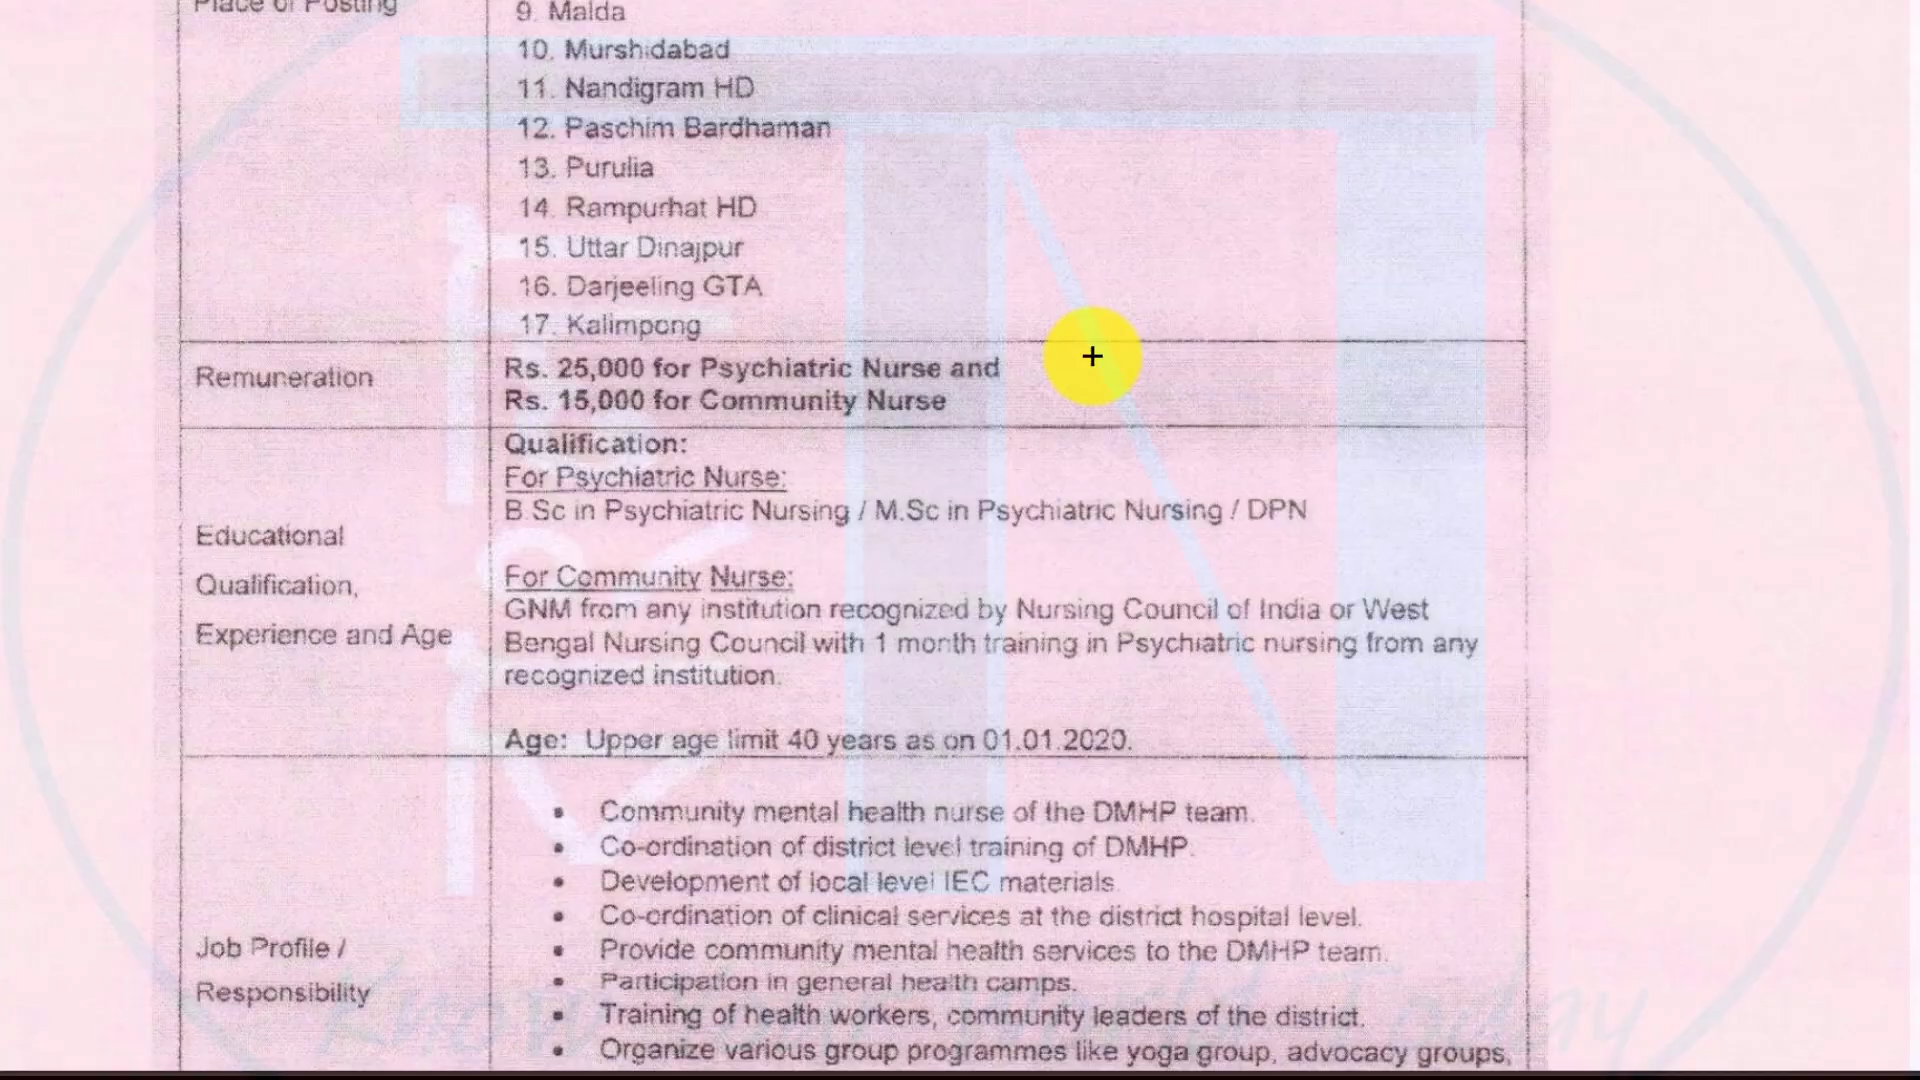 Place of Posting
9. Malda
10. Murshidabad
11. Nandigram HD
12. Paschim Bardhaman
13. Purulia
14. Rampurhat HD
15. Uttar Dinajpur
16. Darjeeling GTA
17. Kalimpong
Remuneration
Rs. 25,000 for Psychiatric Nurse and
Rs. 15,000 for Community Nurse
Educational
Qualification,
Experience and Age
Qualification:
For Psychiatric Nurse:
B.Sc in Psychiatric Nursing / M.Sc in Psychiatric Nursing / DPN
For Community Nurse:
GNM from any institution recognized by Nursing Council of India or West
Bengal Nursing Council with 1 month training in Psychiatric nursing from any
recognized institution.
Age: Upper age limit 40 years as on 01.01.2020.
Job Profile /
Responsibility
• Community mental health nurse of the DMHP team.
• Co-ordination of district level training of DMHP.
• Development of local level IEC materials.
• Co-ordination of clinical services at the district hospital level.
• Provide community mental health services to the DMHP team.
• Participation in general health camps.
• Training of health workers, community leaders of the district.
• Organize various group programmes like yoga group, advocacy groups,